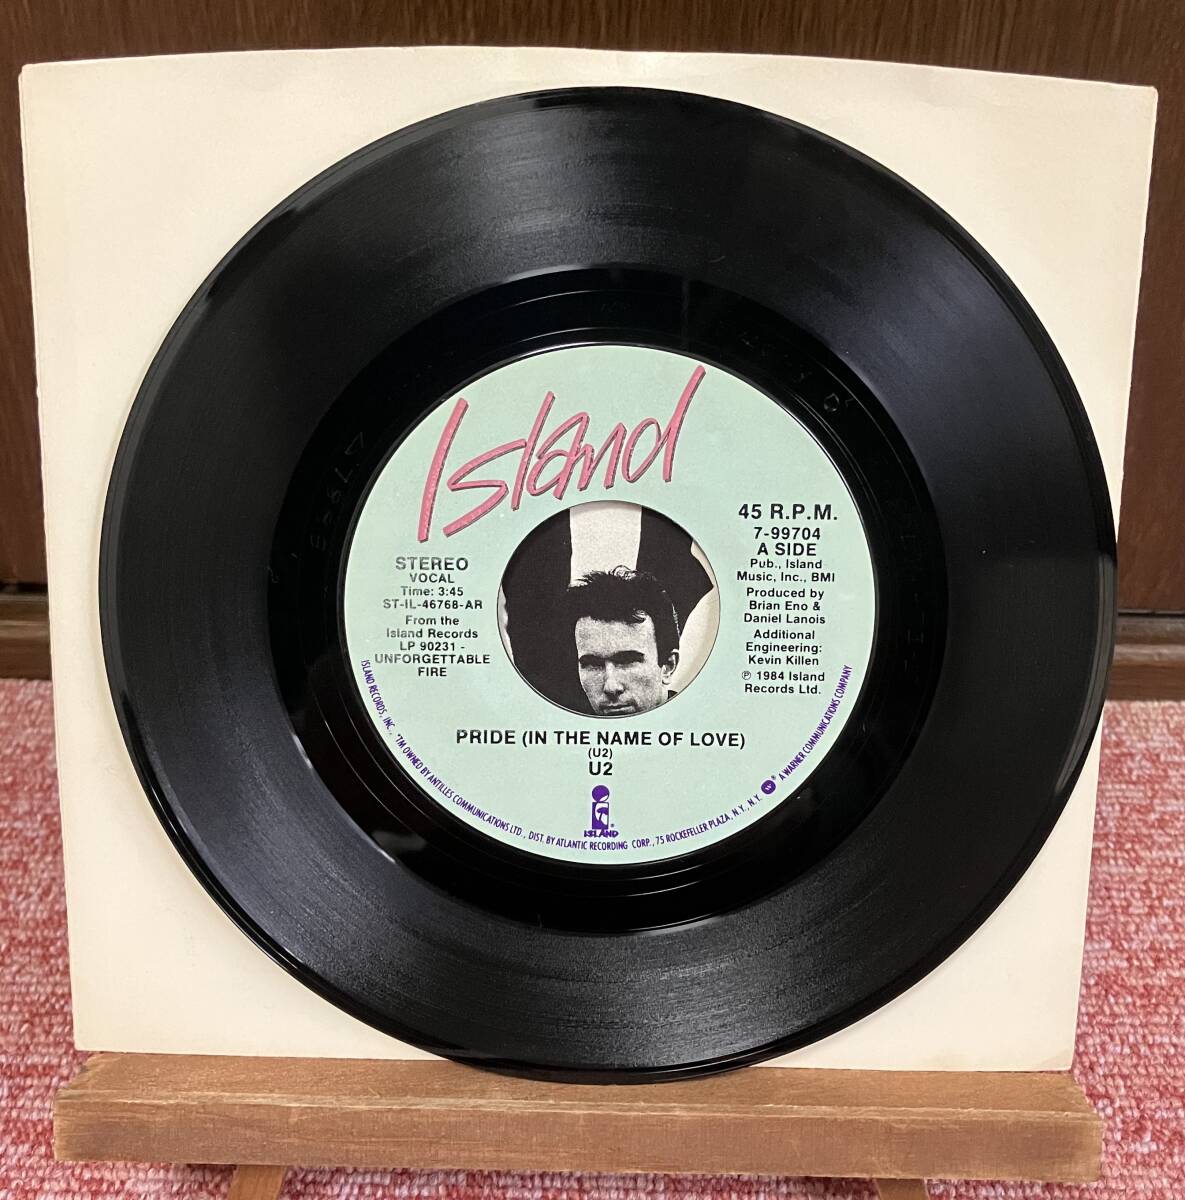 Island
STEREO
VOCAL
Time: 3:45
ST-IL-46768-AR
From the
Island Records
LP 90231 -
UNFORGETTABLE
FIRE
45 R.P.M.
7-99704
A SIDE
Pub., Island
Music, Inc., BMI
Produced by
Brian Eno &
Daniel Lanois
Additional
Engineering:
Kevin Killen
℗ 1984 Island
Records Ltd.
PRIDE (IN THE NAME OF LOVE)
(U2)
U2
ISLAND®
ISLAND RECORDS, INC., *TM OWNED BY ANTILLES COMMUNICATIONS LTD., DIST. BY ATLANTIC RECORDING CORP., 75 ROCKEFELLER PLAZA, N.Y., N.Y. W® A WARNER COMMUNICATIONS COMPANY